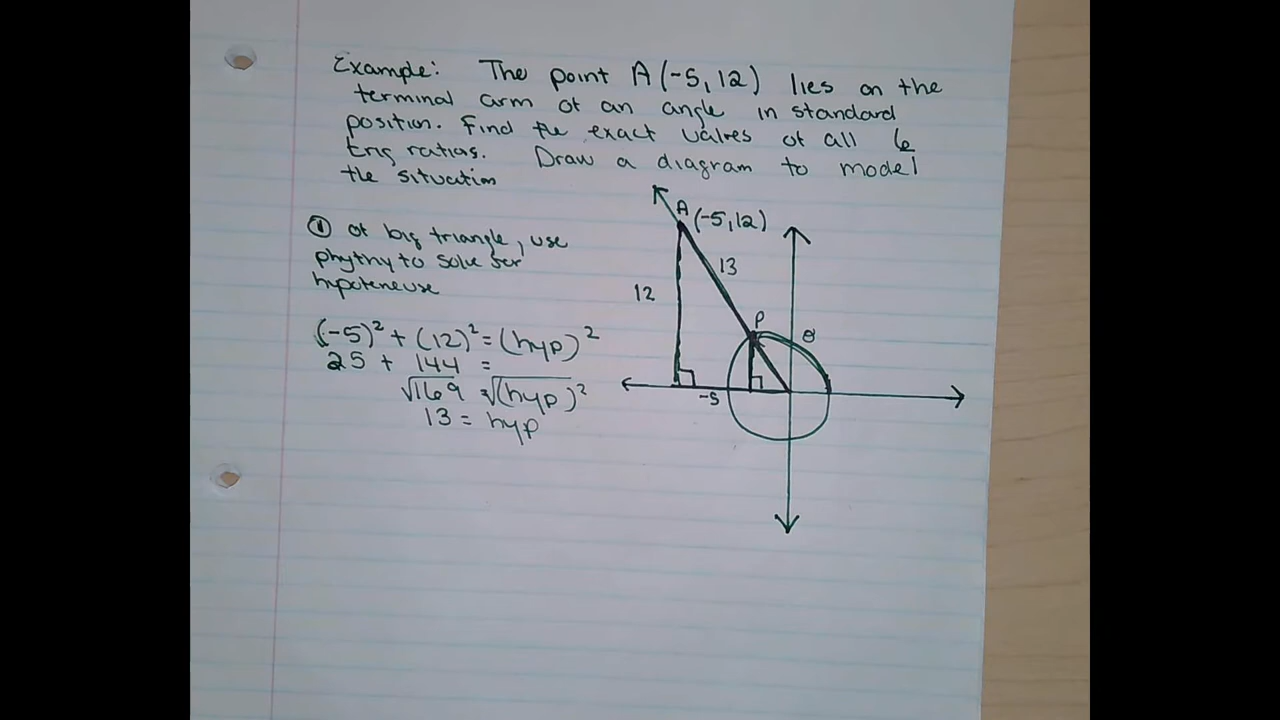 Example: The point A(-5,12) lies on the
terminal arm of an angle in standard
position. Find the exact values of all 6
trig ratios. Draw a diagram to model
the situation
① of big triangle, use
phythy to solve for
hypoteneuse
(-5)² + (12)² = (hyp)²
25 + 144 =
√169 = √(hyp)²
13 = hyp
A (-5,12)
13
12
P
θ
-5